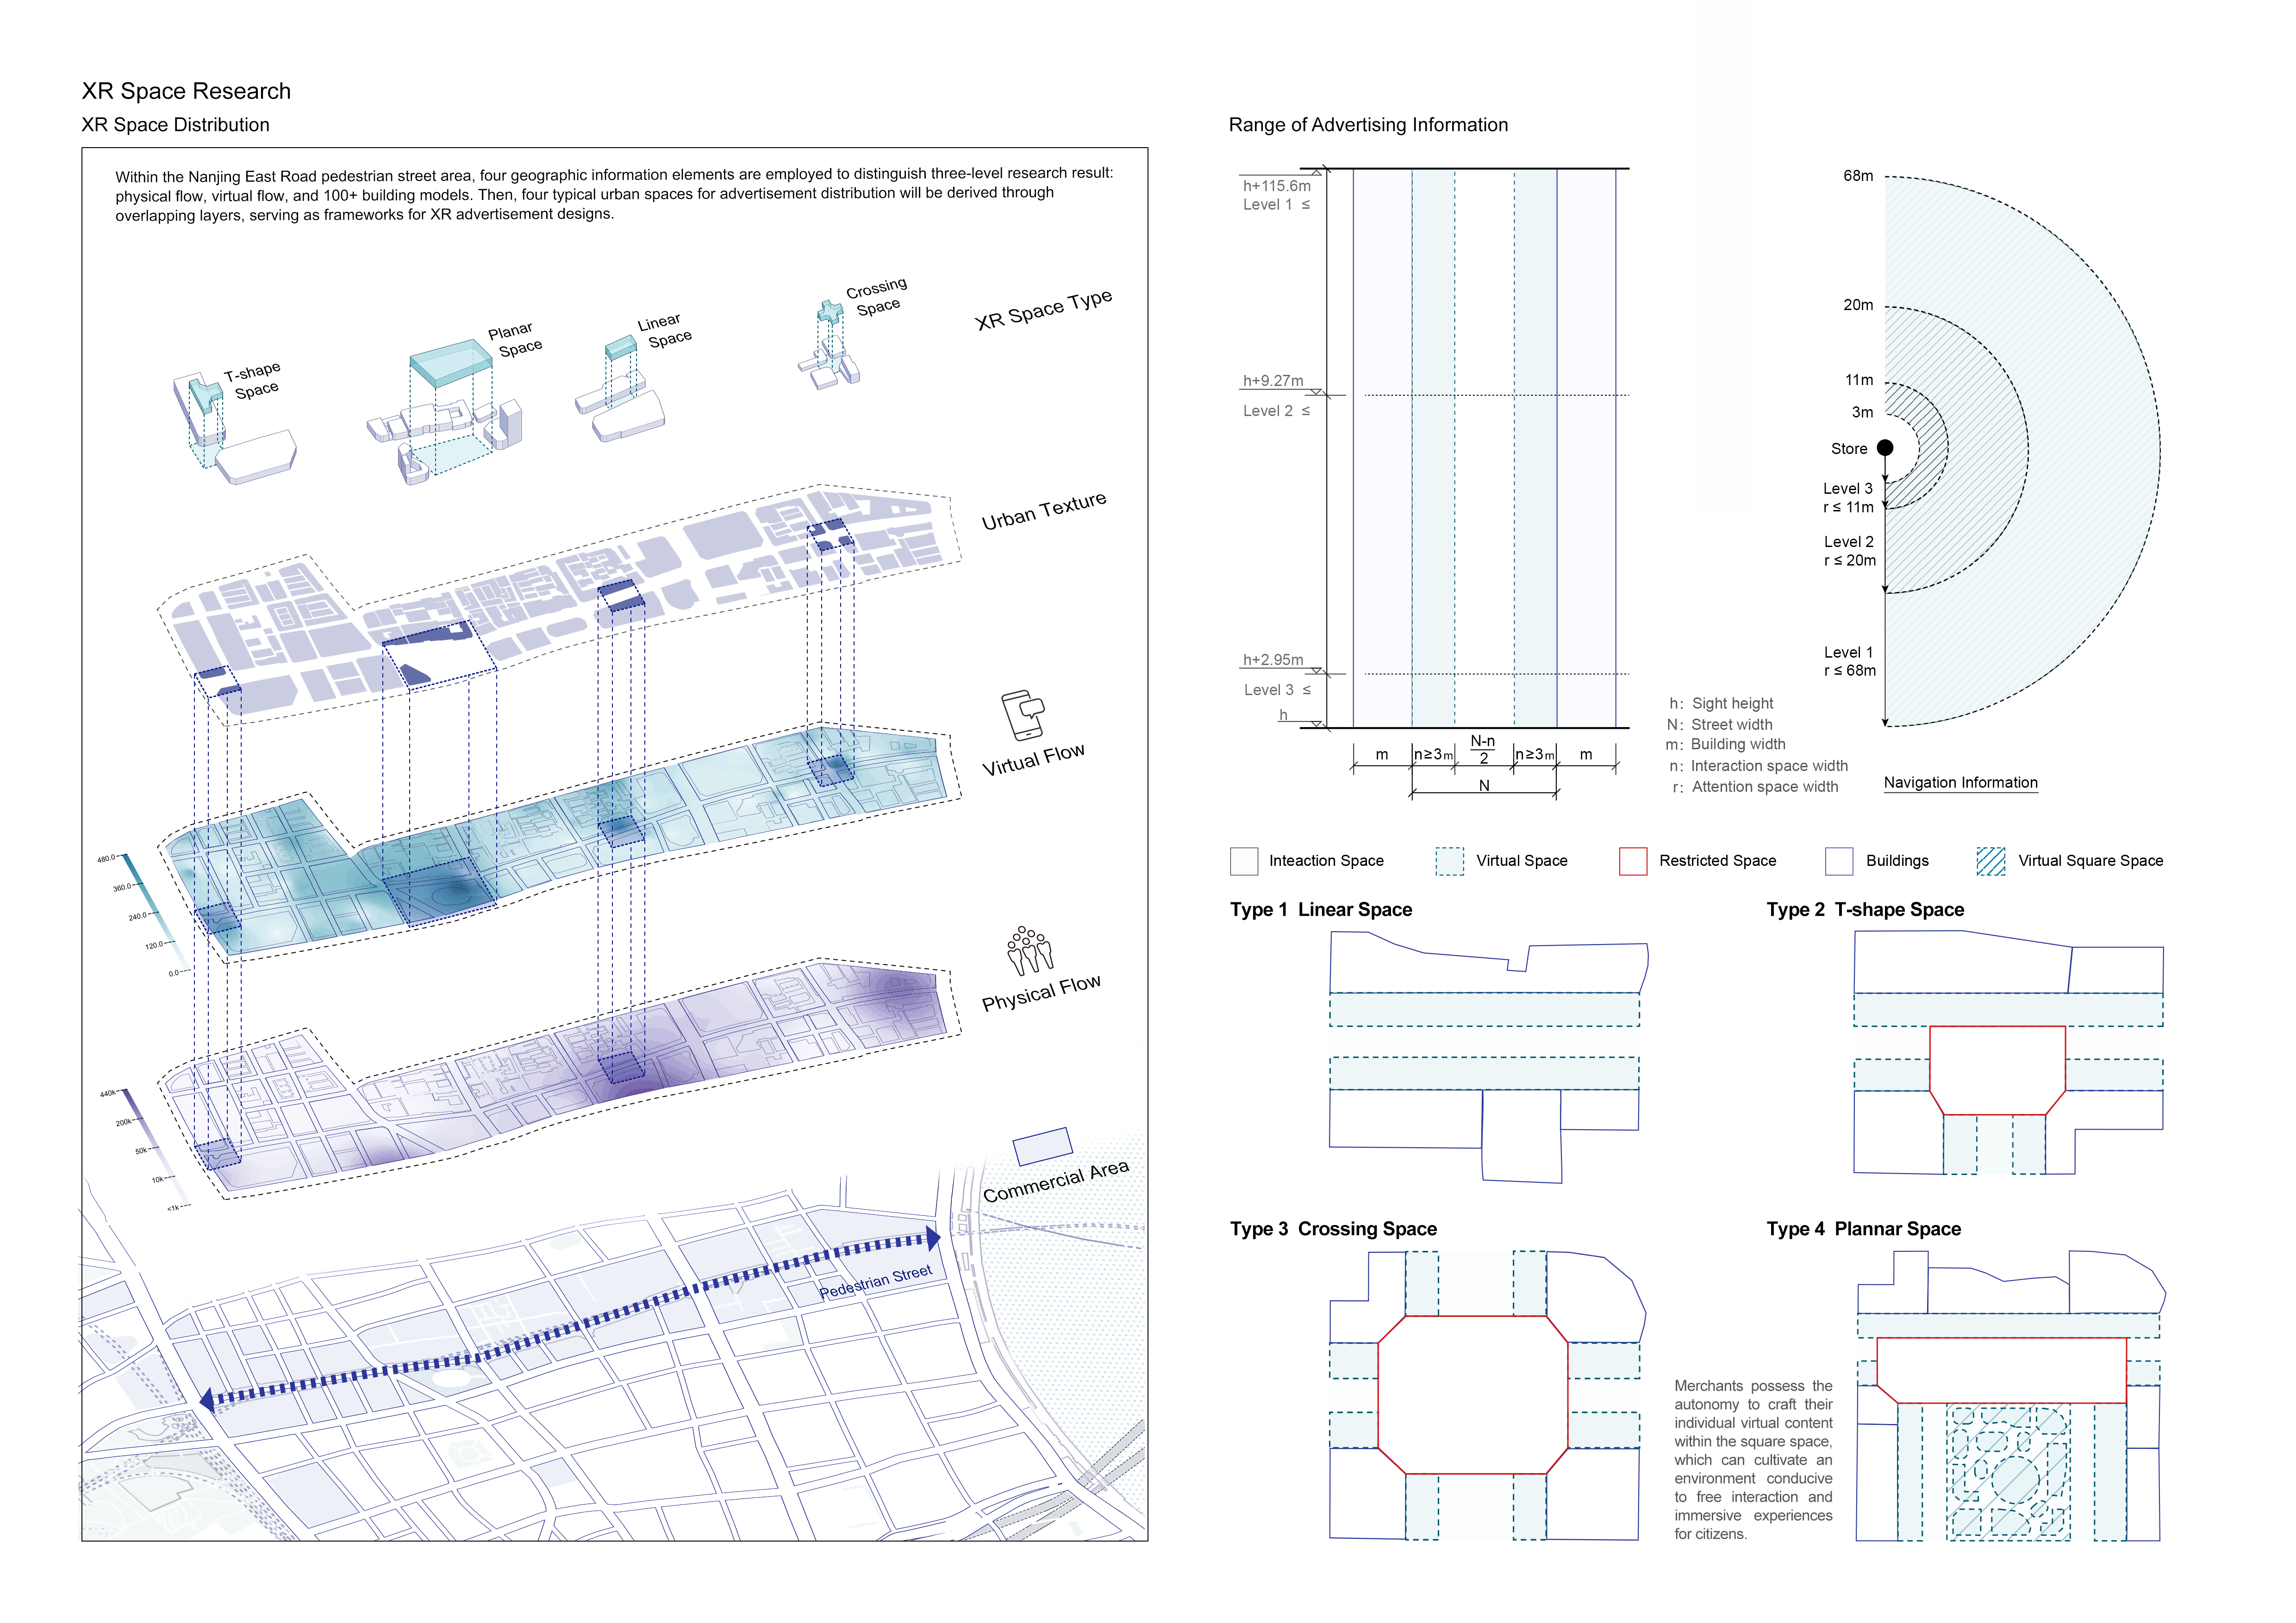 XR Space Research
XR Space Distribution
Within the Nanjing East Road pedestrian street area, four geographic information elements are employed to distinguish three-level research result:
physical flow, virtual flow, and 100+ building models. Then, four typical urban spaces for advertisement distribution will be derived through
overlapping layers, serving as frameworks for XR advertisement designs.
T-shape
Space
Planar
Space
Linear
Space
Crossing
Space
XR Space Type
Urban Texture
Virtual Flow
480.0
360.0
240.0
120.0
0.0
Physical Flow
440k
200k
50k
10k
<1k
Commercial Area
Pedestrian Street
Range of Advertising Information
h+115.6m
Level 1 ≤
h+9.27m
Level 2 ≤
h+2.95m
Level 3 ≤
h
m
n≥3m
N-n
2
n≥3m
m
N
68m
20m
11m
3m
Store
Level 3
r ≤ 11m
Level 2
r ≤ 20m
Level 1
r ≤ 68m
h: Sight height
N: Street width
m: Building width
n: Interaction space width
r: Attention space width
Navigation Information
Inteaction Space
Virtual Space
Restricted Space
Buildings
Virtual Square Space
Type 1 Linear Space
Type 2 T-shape Space
Type 3 Crossing Space
Type 4 Plannar Space
Merchants possess the
autonomy to craft their
individual virtual content
within the square space,
which can cultivate an
environment conducive
to free interaction and
immersive experiences
for citizens.